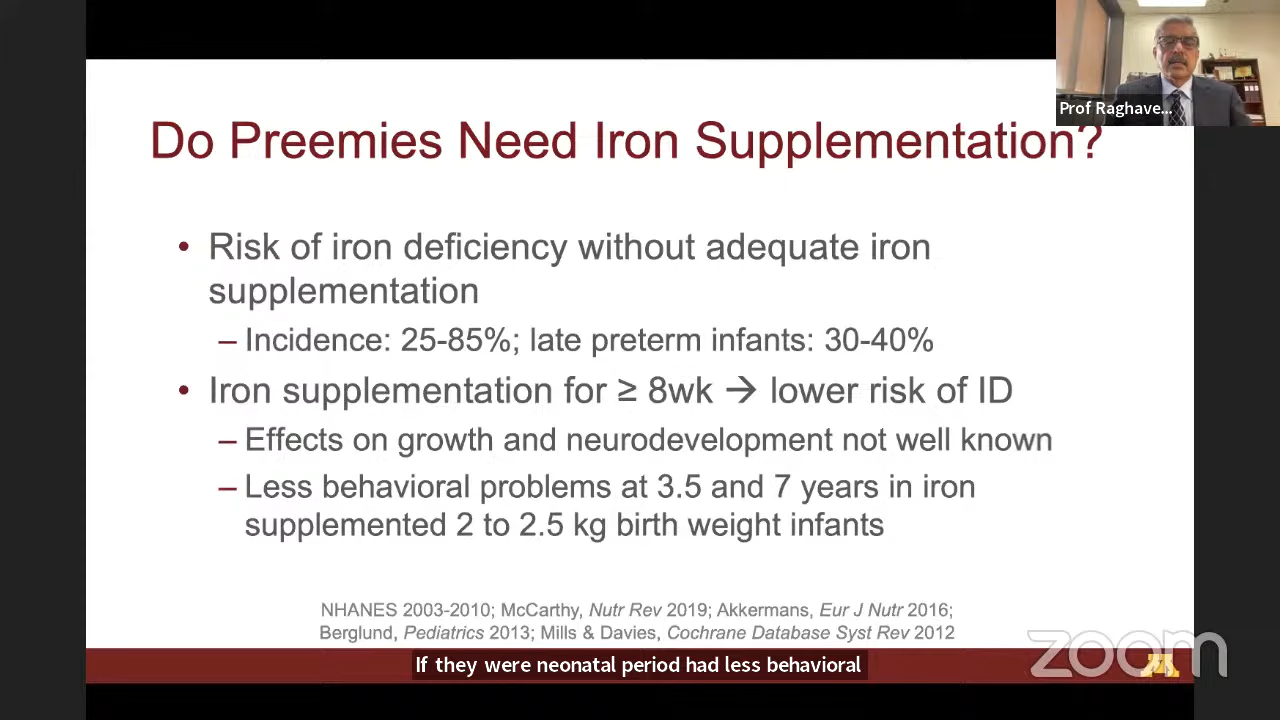 Prof Raghave...
Do Preemies Need Iron Supplementation?
• Risk of iron deficiency without adequate iron
supplementation
– Incidence: 25-85%; late preterm infants: 30-40%
• Iron supplementation for ≥ 8wk → lower risk of ID
– Effects on growth and neurodevelopment not well known
– Less behavioral problems at 3.5 and 7 years in iron
supplemented 2 to 2.5 kg birth weight infants
NHANES 2003-2010; McCarthy, Nutr Rev 2019; Akkermans, Eur J Nutr 2016;
Berglund, Pediatrics 2013; Mills & Davies, Cochrane Database Syst Rev 2012
zoom
M
If they were neonatal period had less behavioral